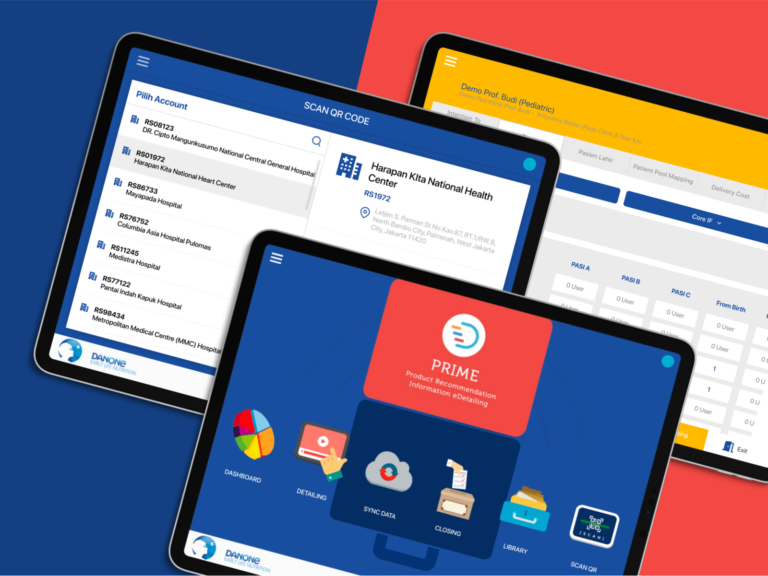 Pilih Account
SCAN QR CODE
RS08123
DR. Cipto Mangunkusumo National Central General Hospital
RS01972
Harapan Kita National Heart Center
RS86733
Mayapada Hospital
RS76752
Columbia Asia Hospital Pulomas
RS11245
Medistra Hospital
RS77122
Pantai Indah Kapuk Hospital
RS98434
Metropolitan Medical Centre (MMC) Hospital
Harapan KIta National Health
Center
RS1972
Letjen S. Parman St No.Kav.87, RT.1/RW.8,
North Bambu City, Palmerah, West Jakarta
City, Jakarta 11420
DANONE
EARLY LIFE NUTRITION
Demo Prof. Budi (Pediatric)
Intention To
Pasien Lahir
Patient Pool Mapping
Delivery Cost
Core IF
PASI A
PASI B
PASI C
From Birth
0 User
0 User
0 User
0 User
0 U
1
0 U
1
0 U
0 User
0 User
0 U
Exit
PRIME
Product Recommendation
Information eDetailing
DASHBOARD
DETAILING
SYNC DATA
CLOSING
LIBRARY
[SCAN]
SCAN QR
DANONE
EARLY LIFE NUTRITION